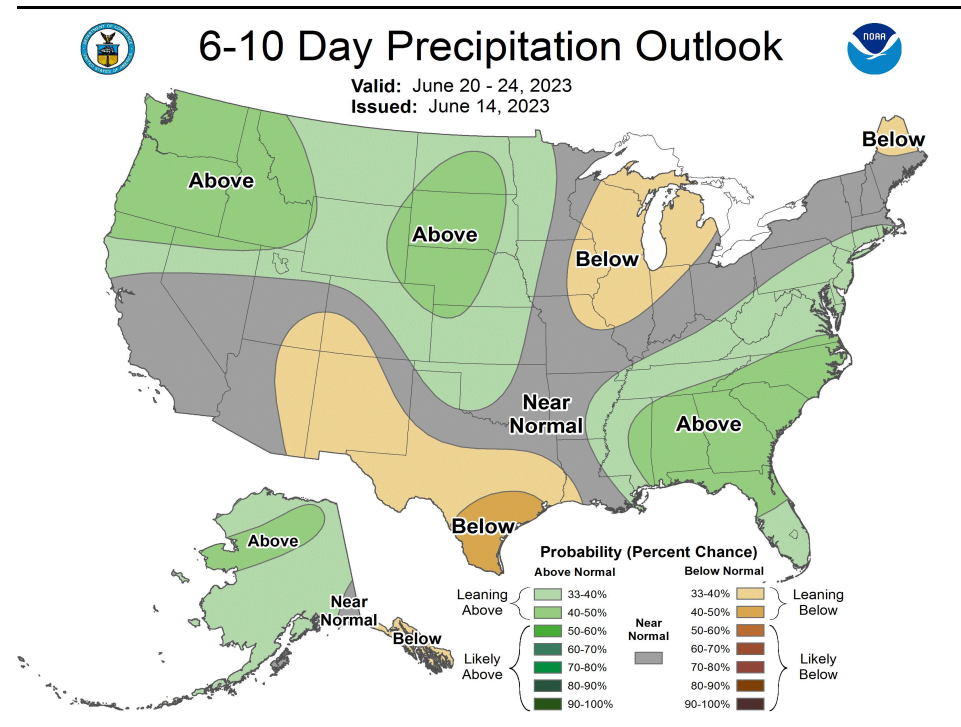 6-10 Day Precipitation Outlook
NOAA
Valid: June 20 - 24, 2023
Issued: June 14, 2023
Below
Above
Above
Below
Near
Normal
Above
Below
Above
Near
Normal
Below
Probability (Percent Chance)
Above Normal
Below Normal
Leaning
Above
33-40%
40-50%
50-60%
60-70%
70-80%
80-90%
90-100%
Likely
Above
Near
Normal
33-40%
40-50%
50-60%
60-70%
70-80%
80-90%
90-100%
Leaning
Below
Likely
Below